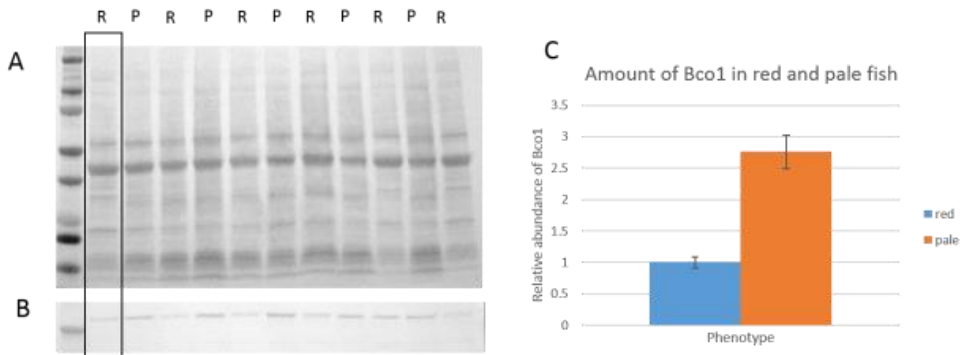 R P R P R P R P R P R
A
B
C
Amount of Bco1 in red and pale fish
Relative abundance of Bco1
3.5
3
2.5
2
1.5
1
0.5
0
Phenotype
red
pale